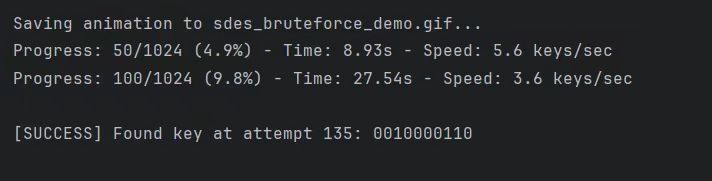 Saving animation to sdes_bruteforce_demo.gif...
Progress: 50/1024 (4.9%) - Time: 8.93s - Speed: 5.6 keys/sec
Progress: 100/1024 (9.8%) - Time: 27.54s - Speed: 3.6 keys/sec
[SUCCESS] Found key at attempt 135: 0010000110